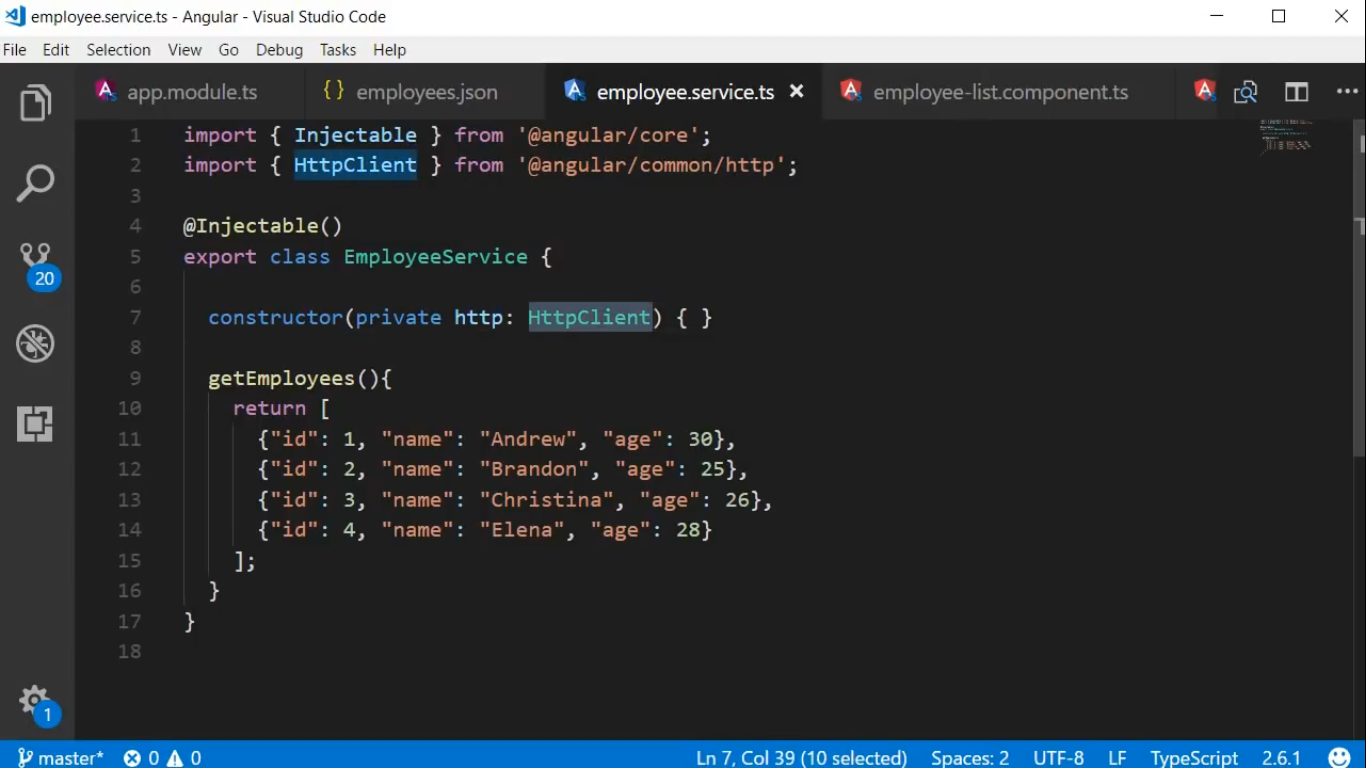 employee.service.ts - Angular - Visual Studio Code
File Edit Selection View Go Debug Tasks Help
app.module.ts {} employees.json employee.service.ts × employee-list.component.ts
1 import { Injectable } from '@angular/core';
2 import { HttpClient } from '@angular/common/http';
3
4 @Injectable()
5 export class EmployeeService {
6
7 constructor(private http: HttpClient) { }
8
9 getEmployees(){
10 return [
11 {"id": 1, "name": "Andrew", "age": 30},
12 {"id": 2, "name": "Brandon", "age": 25},
13 {"id": 3, "name": "Christina", "age": 26},
14 {"id": 4, "name": "Elena", "age": 28}
15 ];
16 }
17 }
18
20
1
master* 0 0 Ln 7, Col 39 (10 selected) Spaces: 2 UTF-8 LF TypeScript 2.6.1